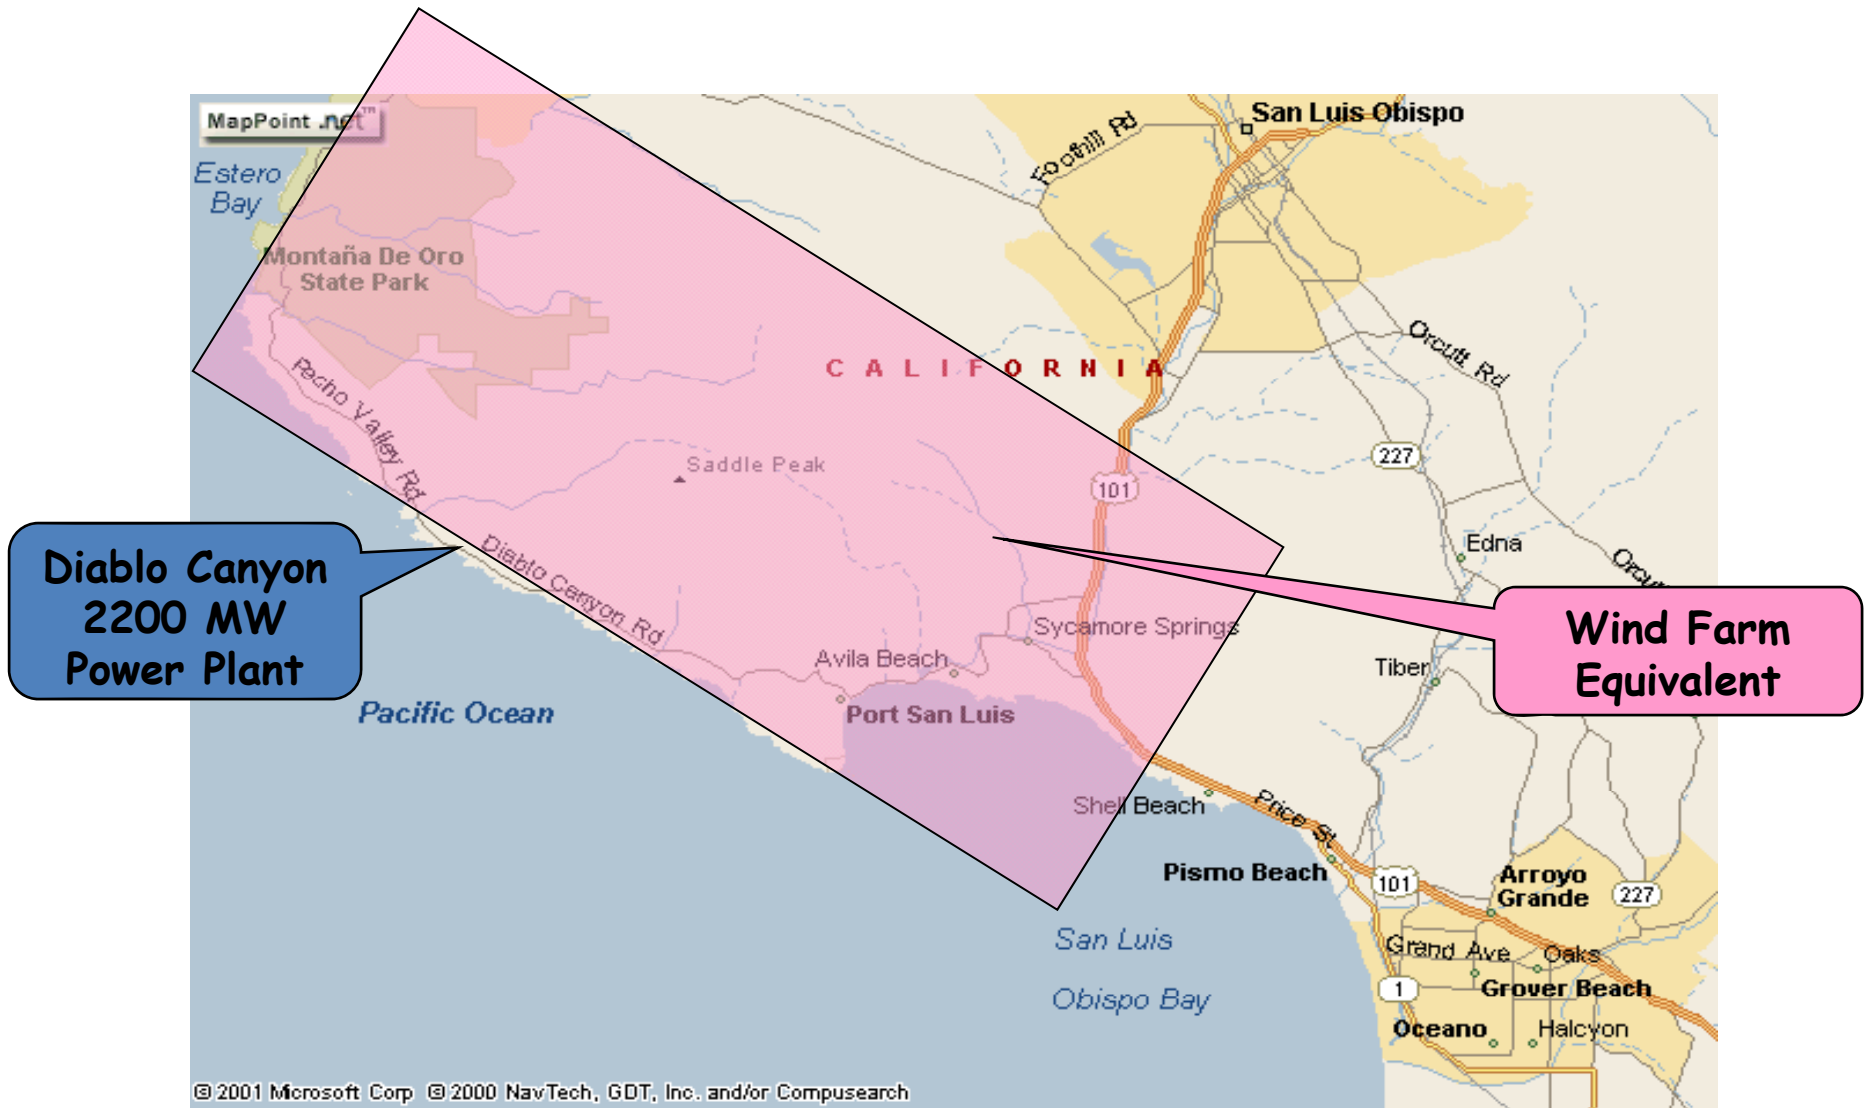 MapPoint .net™
San Luis Obispo
Foothill Rd
Estero
Bay
Montaña De Oro
State Park
Orcutt Rd
CALIFORNIA
Pecho Valley Rd
Saddle Peak
227
101
Diablo Canyon
2200 MW
Power Plant
Diablo Canyon Rd
Edna
Wind Farm
Equivalent
Sycamore Springs
Avila Beach
Tiber
Pacific Ocean
Port San Luis
Shell Beach
Price St
Pismo Beach
101
Arroyo
Grande
227
San Luis
Obispo Bay
Grand Ave
Oaks
1
Grover Beach
Oceano
Halcyon
© 2001 Microsoft Corp © 2000 NavTech, GDT, Inc. and/or Compusearch